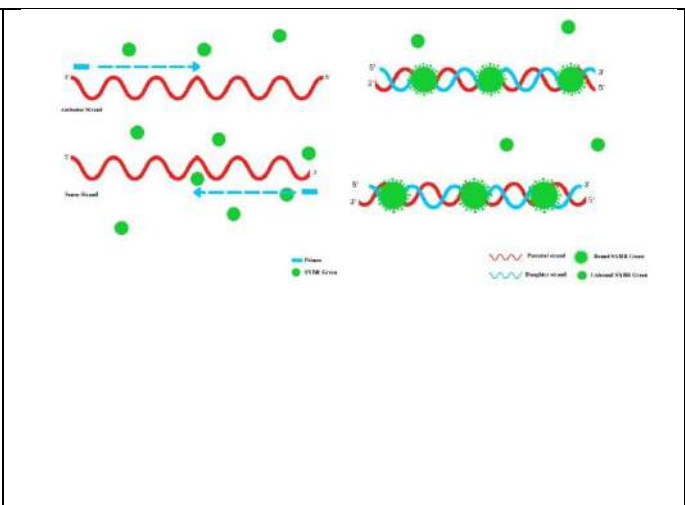 3' 5'
Antisense Strand
5' 3'
Sense Strand
Primer
SYBR Green
5' 3'
3' 5'
5' 3'
3' 5'
Parental strand Bound SYBR Green
Daughter strand Unbound SYBR Green